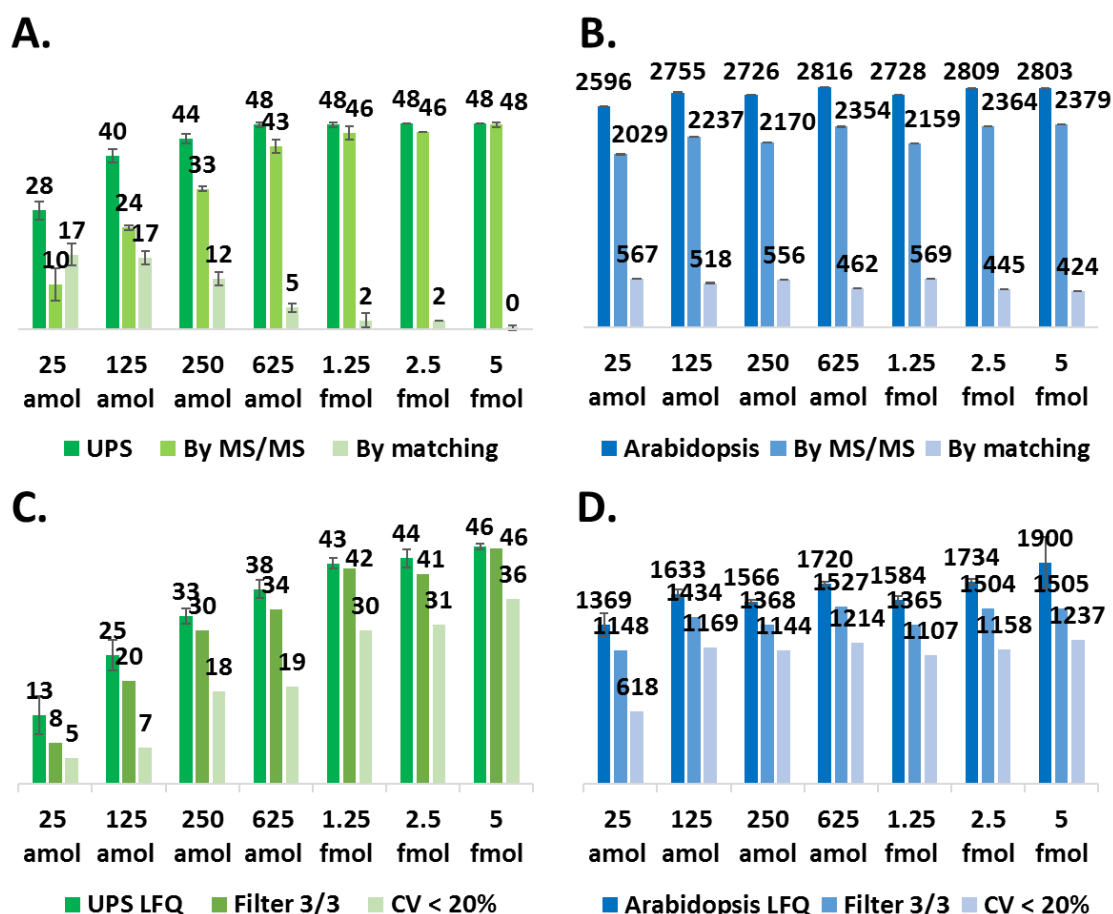 A.
28 10 17
40 24 17
44 33 12
48 43 5
48 46 2
48 46 2
48 48 0
25 125 250 625 1.25 2.5 5
amol amol amol amol fmol fmol fmol
UPS By MS/MS By matching
B.
2596 2029 567
2755 2237 518
2726 2170 556
2816 2354 462
2728 2159 569
2809 2364 445
2803 2379 424
25 125 250 625 1.25 2.5 5
amol amol amol amol fmol fmol fmol
Arabidopsis By MS/MS By matching
C.
13 8 5
25 20 7
33 30 18
38 34 19
43 42 30
44 41 31
46 46 36
25 125 250 625 1.25 2.5 5
amol amol amol amol fmol fmol fmol
UPS LFQ Filter 3/3 CV < 20%
D.
1369 1148 618
1633 1434 1169
1566 1368 1144
1720 1527 1214
1584 1365 1107
1734 1504 1158
1900 1505 1237
25 125 250 625 1.25 2.5 5
amol amol amol amol fmol fmol fmol
Arabidopsis LFQ Filter 3/3 CV < 20%